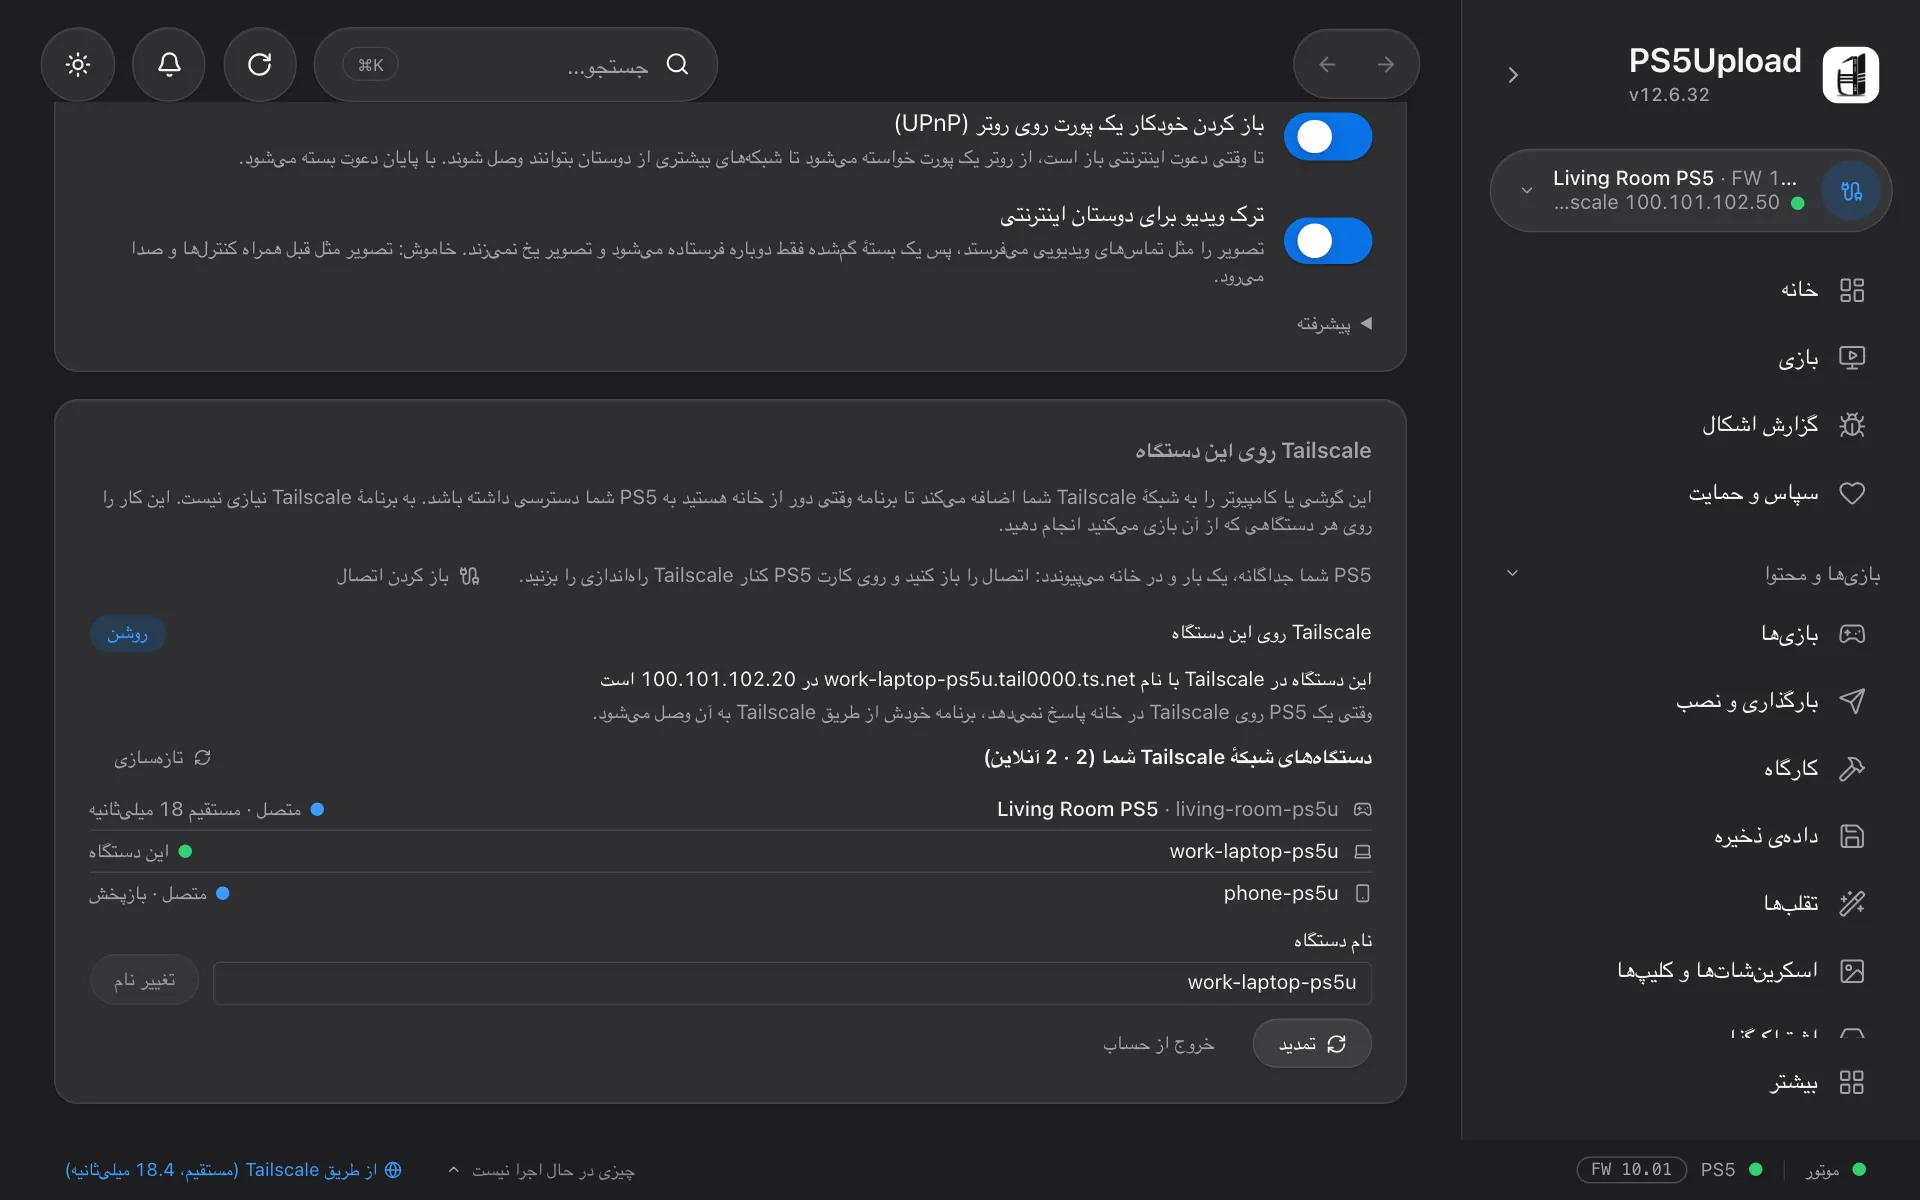 PS5Upload
v12.6.32
Living Room PS5 · FW 1...
...scale 100.101.102.50
خانه
بازی
گزارش اشکال
سپاس و حمایت
بازی‌ها و محتوا
بازی‌ها
بارگذاری و نصب
کارگاه
داده‌ی ذخیره
تقلب‌ها
اسکرین‌شات‌ها و کلیپ‌ها
بیشتر
جستجو...
⌘K
باز کردن خودکار یک پورت روی روتر (UPnP)
تا وقتی دعوت اینترنتی باز است، از روتر یک پورت خواسته می‌شود تا شبکه‌های بیشتری از دوستان بتوانند وصل شوند. با پایان دعوت بسته می‌شود.
ترک ویدیو برای دوستان اینترنتی
تصویر را مثل تماس‌های ویدیویی می‌فرستد، پس یک بستهٔ گم‌شده فقط دوباره فرستاده می‌شود و تصویر یخ نمی‌زند. خاموش: تصویر مثل قبل همراه کنترل‌ها و صدا
می‌رود.
پیشرفته
Tailscale روی این دستگاه
این گوشی یا کامپیوتر را به شبکهٔ Tailscale شما اضافه می‌کند تا برنامه وقتی دور از خانه هستید به PS5 شما دسترسی داشته باشد. به برنامهٔ Tailscale نیازی نیست. این کار را
روی هر دستگاهی که از آن بازی می‌کنید انجام دهید.
PS5 شما جداگانه، یک بار و در خانه می‌پیوندد: اتصال را باز کنید و روی کارت PS5 کنار Tailscale راه‌اندازی را بزنید.
باز کردن اتصال
Tailscale روی این دستگاه
روشن
این دستگاه در Tailscale با نام work-laptop-ps5u.tail0000.ts.net در 100.101.102.20 است
وقتی یک PS5 روی Tailscale در خانه پاسخ نمی‌دهد، برنامه خودش از طریق Tailscale به آن وصل می‌شود.
دستگاه‌های شبکهٔ Tailscale شما (2 · 2 آنلاین)
تازه‌سازی
Living Room PS5 · living-room-ps5u
متصل · مستقیم 18 میلی‌ثانیه
work-laptop-ps5u
این دستگاه
phone-ps5u
متصل · بازپخش
نام دستگاه
work-laptop-ps5u
تغییر نام
تمدید
خروج از حساب
موتور
PS5
FW 10.01
چیزی در حال اجرا نیست
از طریق Tailscale (مستقیم، 18.4 میلی‌ثانیه)